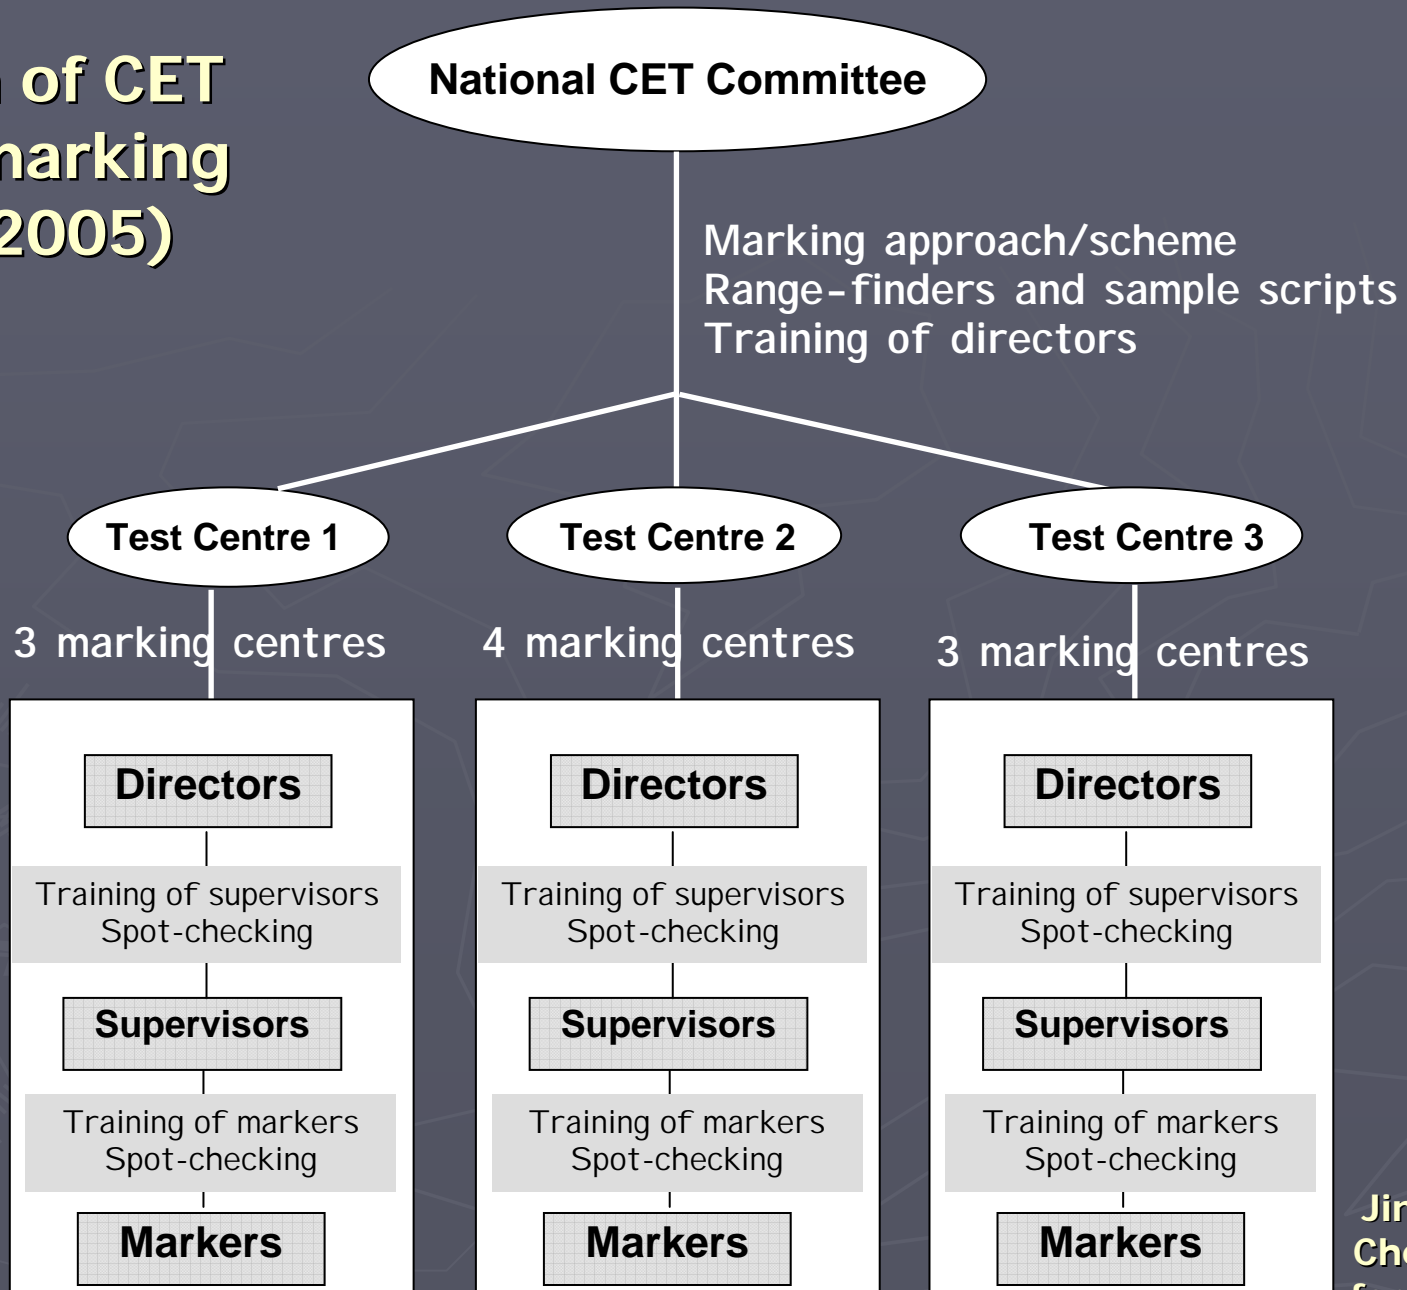 of CET
marking
2005)
National CET Committee
Marking approach/scheme
Range-finders and sample scripts
Training of directors
Test Centre 1
Test Centre 2
Test Centre 3
3 marking centres
4 marking centres
3 marking centres
Directors
Training of supervisors
Spot-checking
Supervisors
Training of markers
Spot-checking
Markers
Directors
Training of supervisors
Spot-checking
Supervisors
Training of markers
Spot-checking
Markers
Directors
Training of supervisors
Spot-checking
Supervisors
Training of markers
Spot-checking
Markers